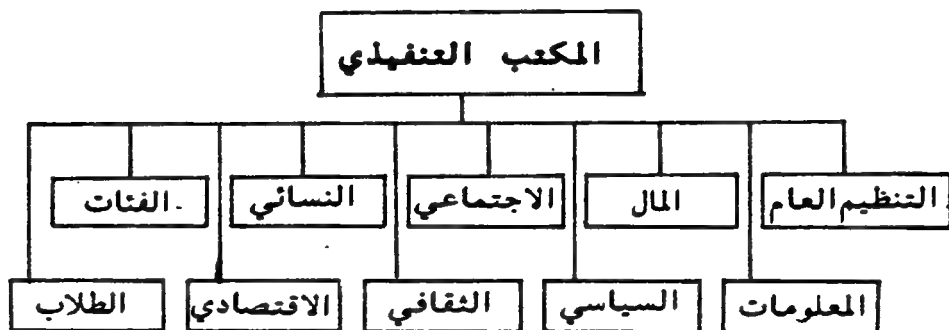 المكتب التنفيذي
التنظيم العام المال الاجتماعي النسائي الفئات
المعلومات السياسي الثقافي الاقتصادي الطلاب